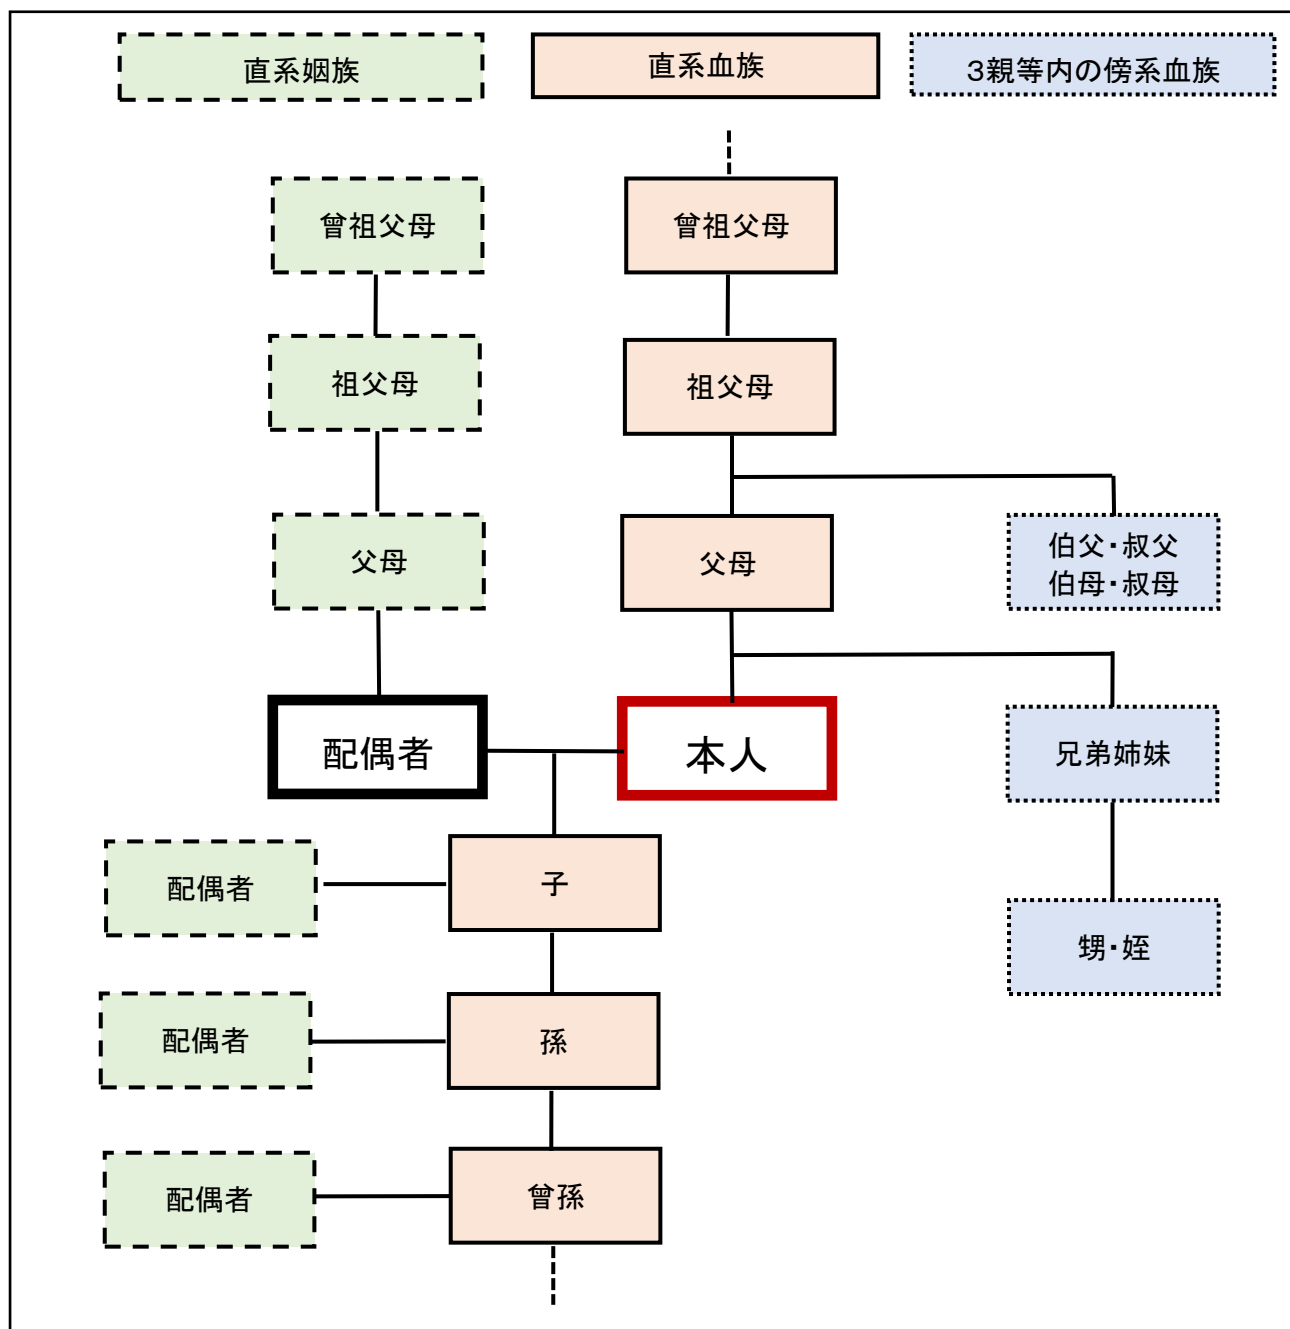 直系姻族
直系血族
3親等内の傍系血族
曾祖父母
曾祖父母
祖父母
祖父母
父母
父母
伯父・叔父
伯母・叔母
配偶者
本人
兄弟姉妹
配偶者
子
甥・姪
配偶者
孫
配偶者
曾孫